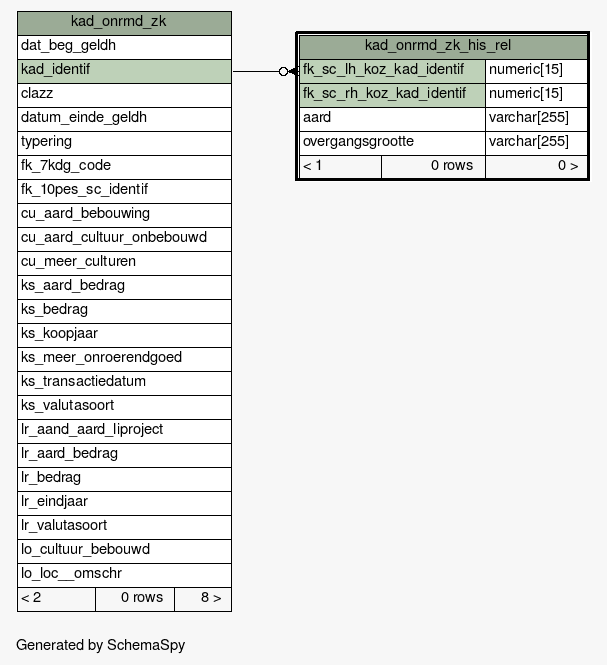 kad_onrrnd_zk
dat_beg_geldh
kad_identif
clazz
datum_einde_geldh
typering
fk_7kdg_code
fk_10pes_sc_identif
cu_aard_bebouwing
cu_aard_cultuur_onbebouwd
cu_meer_culturen
ks_aard_bedrag
ks_bedrag
ks_koopjaar
ks_meer_onroerendgoed
ks_transactiedatum
ks_valutasoort
lr_aand_aard_liproject
lr_aard_bedrag
lr_bedrag
lr_eindjaar
lr_valutasoort
lo_cultuur_bebouwd
lo_loc__omschr
< 2 0 rows 8 >
kad_onrrnd_zk_his_rel
fk_sc_lh_koz_kad_identif numeric[15]
fk_sc_rh_koz_kad_identif numeric[15]
aard varchar[255]
overgangsgrootte varchar[255]
< 1 0 rows 0 >
Generated by SchemaSpy